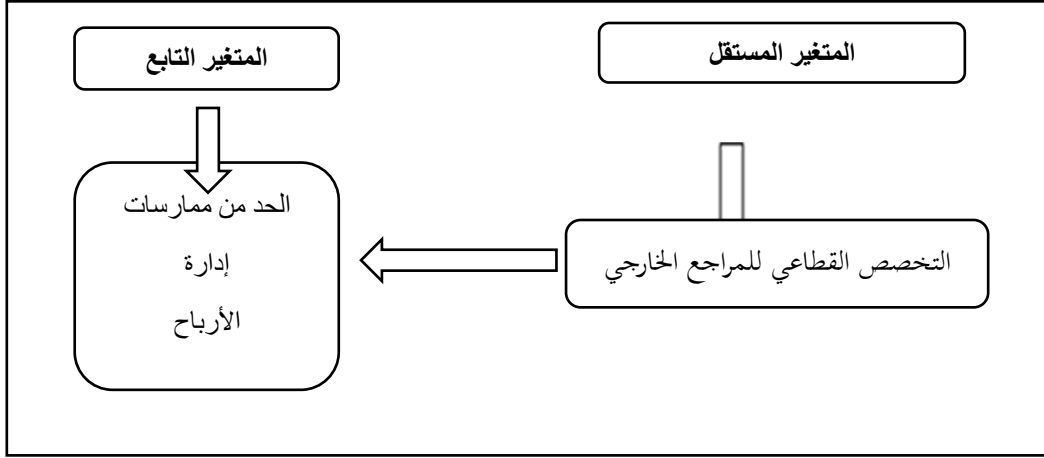 المتغير المستقل
المتغير التابع
التخصص القطاعي للمراجع الخارجي
الحد من ممارسات
إدارة
الأرباح